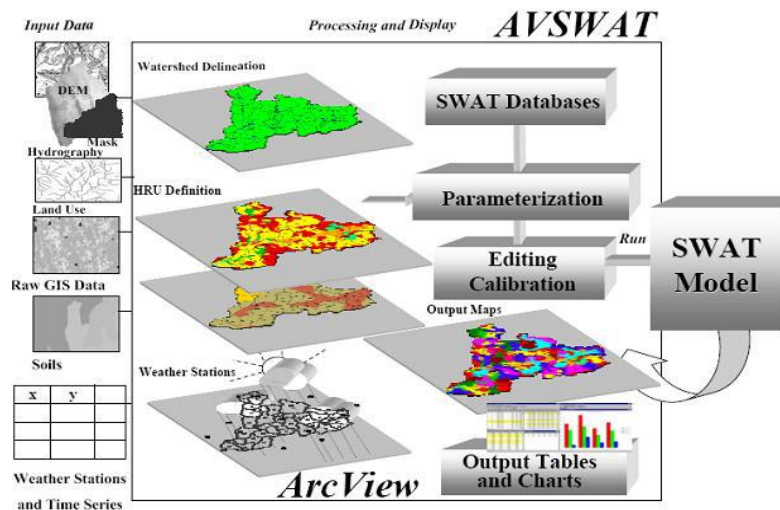 Input Data
Processing and Display
AVSWAT
DEM
Mask
Hydrography
Land Use
Raw GIS Data
Soils
x y
Weather Stations
and Time Series
Watershed Delineation
HRU Definition
Weather Stations
ArcView
SWAT Databases
Parameterization
Editing
Calibration
Run
SWAT
Model
Output Maps
Output Tables
and Charts